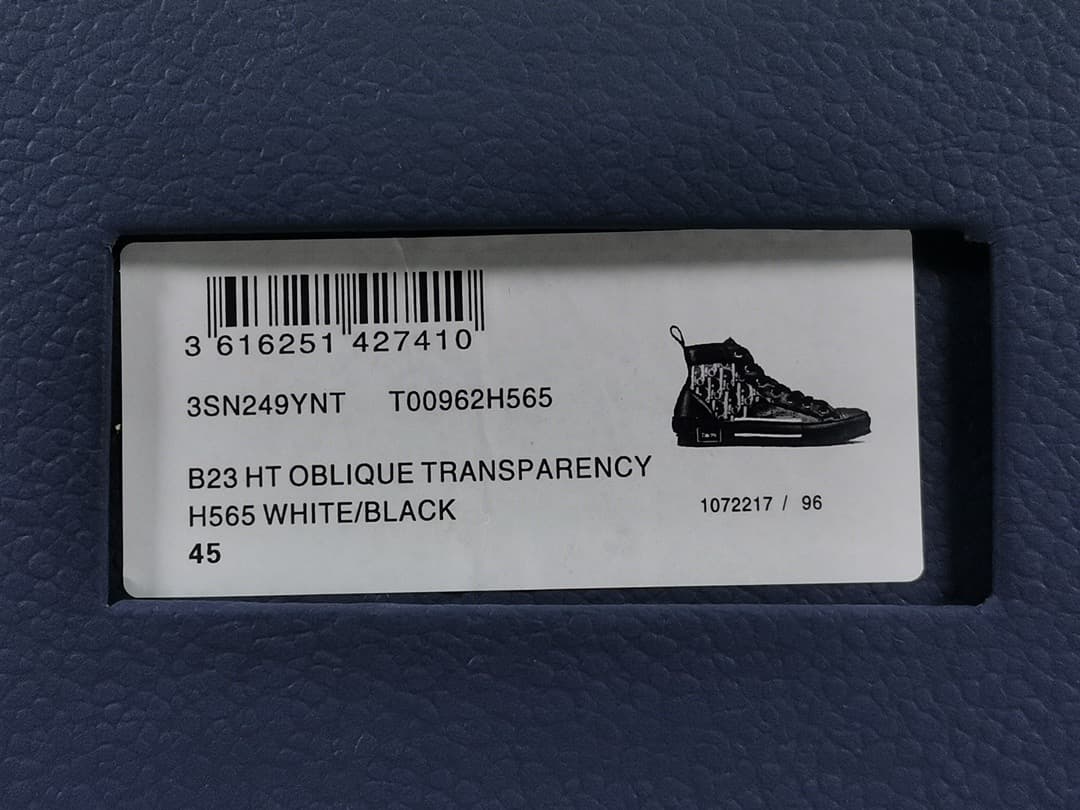 3 616251 427410
3SN249YNT T00962H565
B23 HT OBLIQUE TRANSPARENCY
H565 WHITE/BLACK
1072217 / 96
45